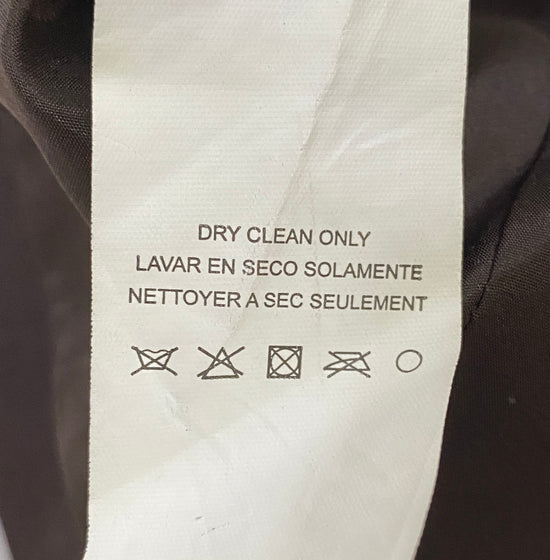 DRY CLEAN ONLY
LAVAR EN SECO SOLAMENTE
NETTOYER A SEC SEULEMENT